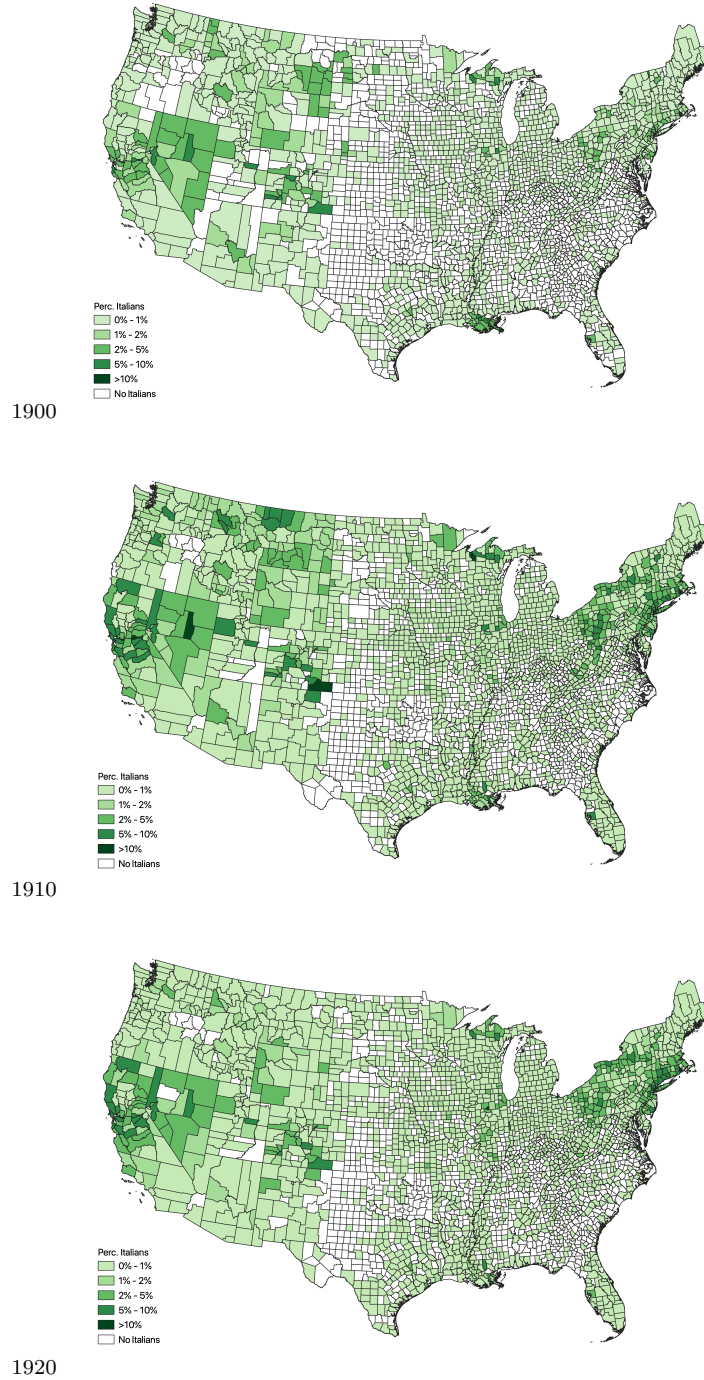 Perc. Italians
0% - 1%
1% - 2%
2% - 5%
5% - 10%
>10%
No Italians
1900
Perc. Italians
0% - 1%
1% - 2%
2% - 5%
5% - 10%
>10%
No Italians
1910
Perc. Italians
0% - 1%
1% - 2%
2% - 5%
5% - 10%
>10%
No Italians
1920